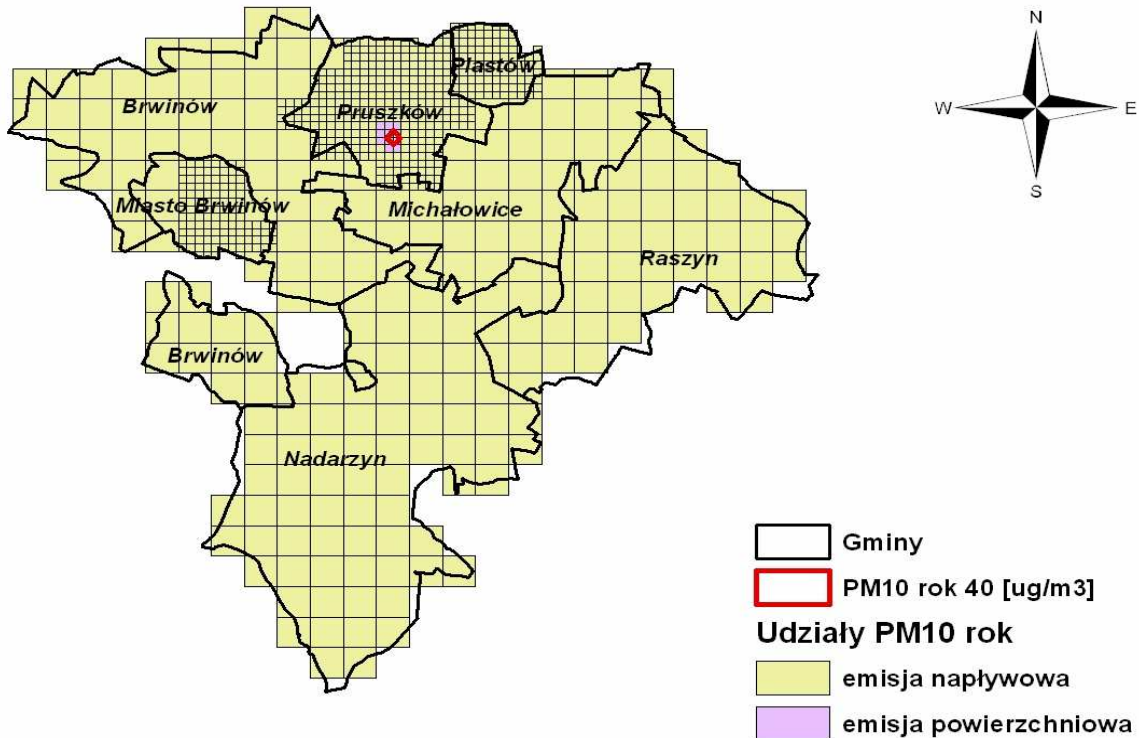 N
W E
S
Piastów
Brwinów
Pruszków
Miasto Brwinów
Michałowice
Raszyn
Brwinów
Nadarzyn
Gminy
PM10 rok 40 [ug/m3]
Udziały PM10 rok
emisja napływowa
emisja powierzchniowa